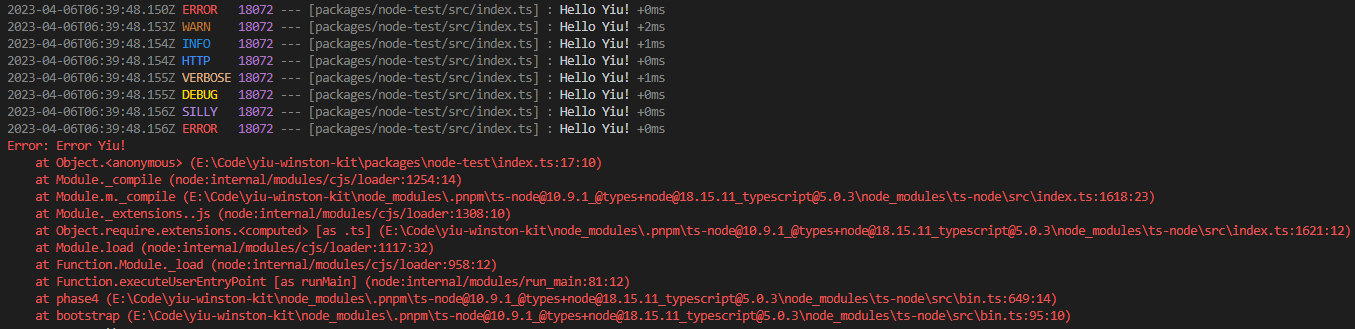 2023-04-06T06:39:48.150Z ERROR   18072 --- [packages/node-test/src/index.ts] : Hello Yiu! +0ms
2023-04-06T06:39:48.153Z WARN    18072 --- [packages/node-test/src/index.ts] : Hello Yiu! +2ms
2023-04-06T06:39:48.154Z INFO    18072 --- [packages/node-test/src/index.ts] : Hello Yiu! +1ms
2023-04-06T06:39:48.154Z HTTP    18072 --- [packages/node-test/src/index.ts] : Hello Yiu! +0ms
2023-04-06T06:39:48.155Z VERBOSE 18072 --- [packages/node-test/src/index.ts] : Hello Yiu! +1ms
2023-04-06T06:39:48.155Z DEBUG   18072 --- [packages/node-test/src/index.ts] : Hello Yiu! +0ms
2023-04-06T06:39:48.156Z SILLY   18072 --- [packages/node-test/src/index.ts] : Hello Yiu! +0ms
2023-04-06T06:39:48.156Z ERROR   18072 --- [packages/node-test/src/index.ts] : Hello Yiu! +0ms
Error: Error Yiu!
    at Object.<anonymous> (E:\Code\yiu-winston-kit\packages\node-test\index.ts:17:10)
    at Module._compile (node:internal/modules/cjs/loader:1254:14)
    at Module.m._compile (E:\Code\yiu-winston-kit\node_modules\.pnpm\ts-node@10.9.1_@types+node@18.15.11_typescript@5.0.3\node_modules\ts-node\src\index.ts:1618:23)
    at Module._extensions..js (node:internal/modules/cjs/loader:1308:10)
    at Object.require.extensions.<computed> [as .ts] (E:\Code\yiu-winston-kit\node_modules\.pnpm\ts-node@10.9.1_@types+node@18.15.11_typescript@5.0.3\node_modules\ts-node\src\index.ts:1621:12)
    at Module.load (node:internal/modules/cjs/loader:1117:32)
    at Function.Module._load (node:internal/modules/cjs/loader:958:12)
    at Function.executeUserEntryPoint [as runMain] (node:internal/modules/run_main:81:12)
    at phase4 (E:\Code\yiu-winston-kit\node_modules\.pnpm\ts-node@10.9.1_@types+node@18.15.11_typescript@5.0.3\node_modules\ts-node\src\bin.ts:649:14)
    at bootstrap (E:\Code\yiu-winston-kit\node_modules\.pnpm\ts-node@10.9.1_@types+node@18.15.11_typescript@5.0.3\node_modules\ts-node\src\bin.ts:95:10)